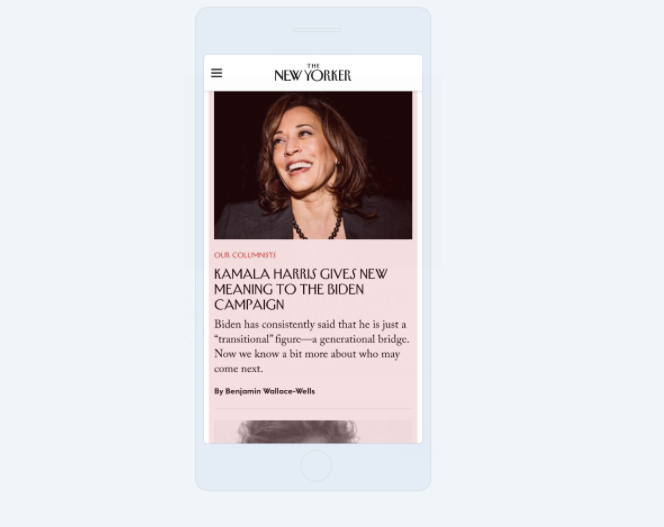 THE
NEW YORKER
OUR COLUMNISTS
KAMALA HARRIS GIVES NEW
MEANING TO THE BIDEN
CAMPAIGN
Biden has consistently said that he is just a
“transitional” figure—a generational bridge.
Now we know a bit more about who may
come next.
By Benjamin Wallace-Wells